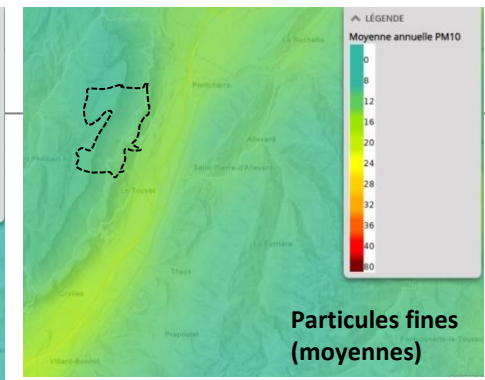 LÉGENDE
Moyenne annuelle PM10
0
8
12
16
20
24
28
32
36
40
80
La Rochette
Pontcharra
Allevard
Saint-Pierre-d'Allevard
Le Touvet
La Ferrière
Theys
Crolles
Prapoutel
Villard-Bonnot
Particules fines
(moyennes)